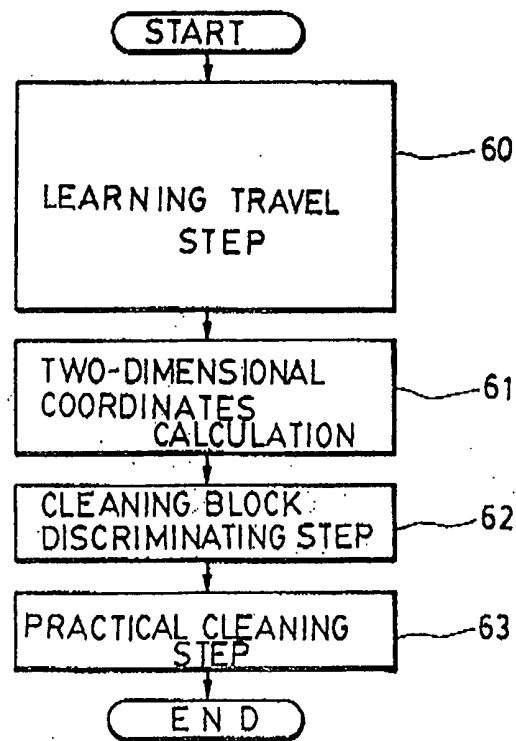 START
LEARNING TRAVEL
STEP
60
TWO-DIMENSIONAL
COORDINATES
CALCULATION
61
CLEANING BLOCK
DISCRIMINATING STEP
62
PRACTICAL CLEANING
STEP
63
END